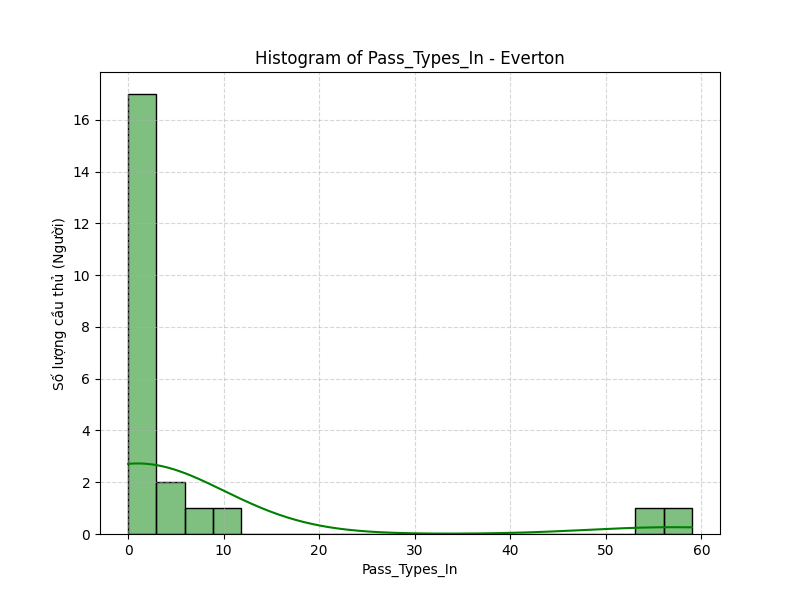 Histogram of Pass_Types_In - Everton
Số lượng cầu thủ (Người)
16
14
12
10
8
6
4
2
0
0 10 20 30 40 50 60
Pass_Types_In